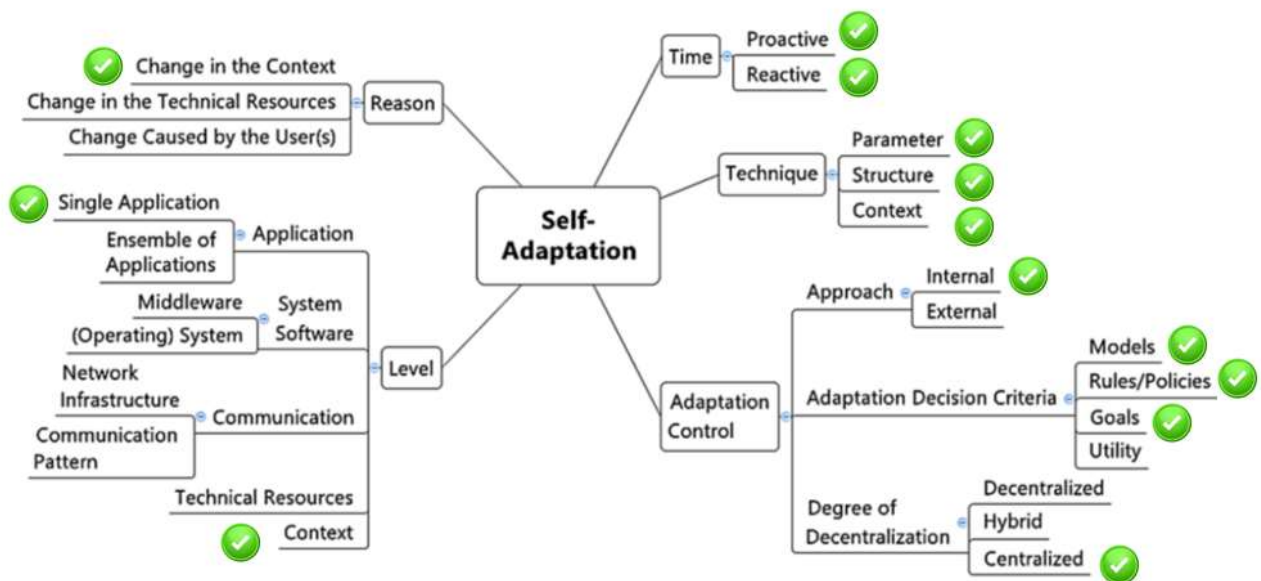 Self-
Adaptation
Reason
Change in the Context
Change in the Technical Resources
Change Caused by the User(s)
Level
Application
Single Application
Ensemble of
Applications
System
Software
Middleware
(Operating) System
Communication
Network
Infrastructure
Communication
Pattern
Technical Resources
Context
Time
Proactive
Reactive
Technique
Parameter
Structure
Context
Adaptation
Control
Approach
Internal
External
Adaptation Decision Criteria
Models
Rules/Policies
Goals
Utility
Degree of
Decentralization
Decentralized
Hybrid
Centralized